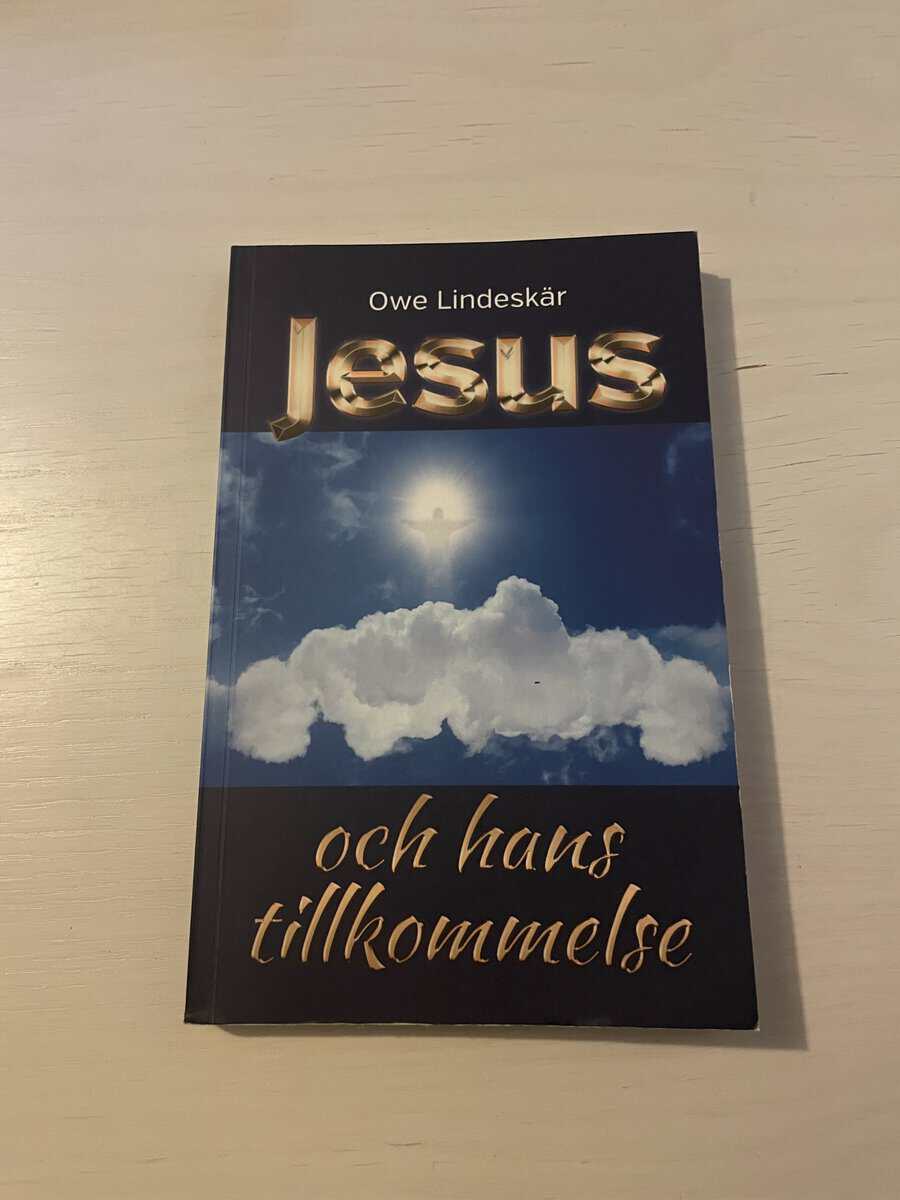 Owe Lindeskär
Jesus
och hans
tillkommelse